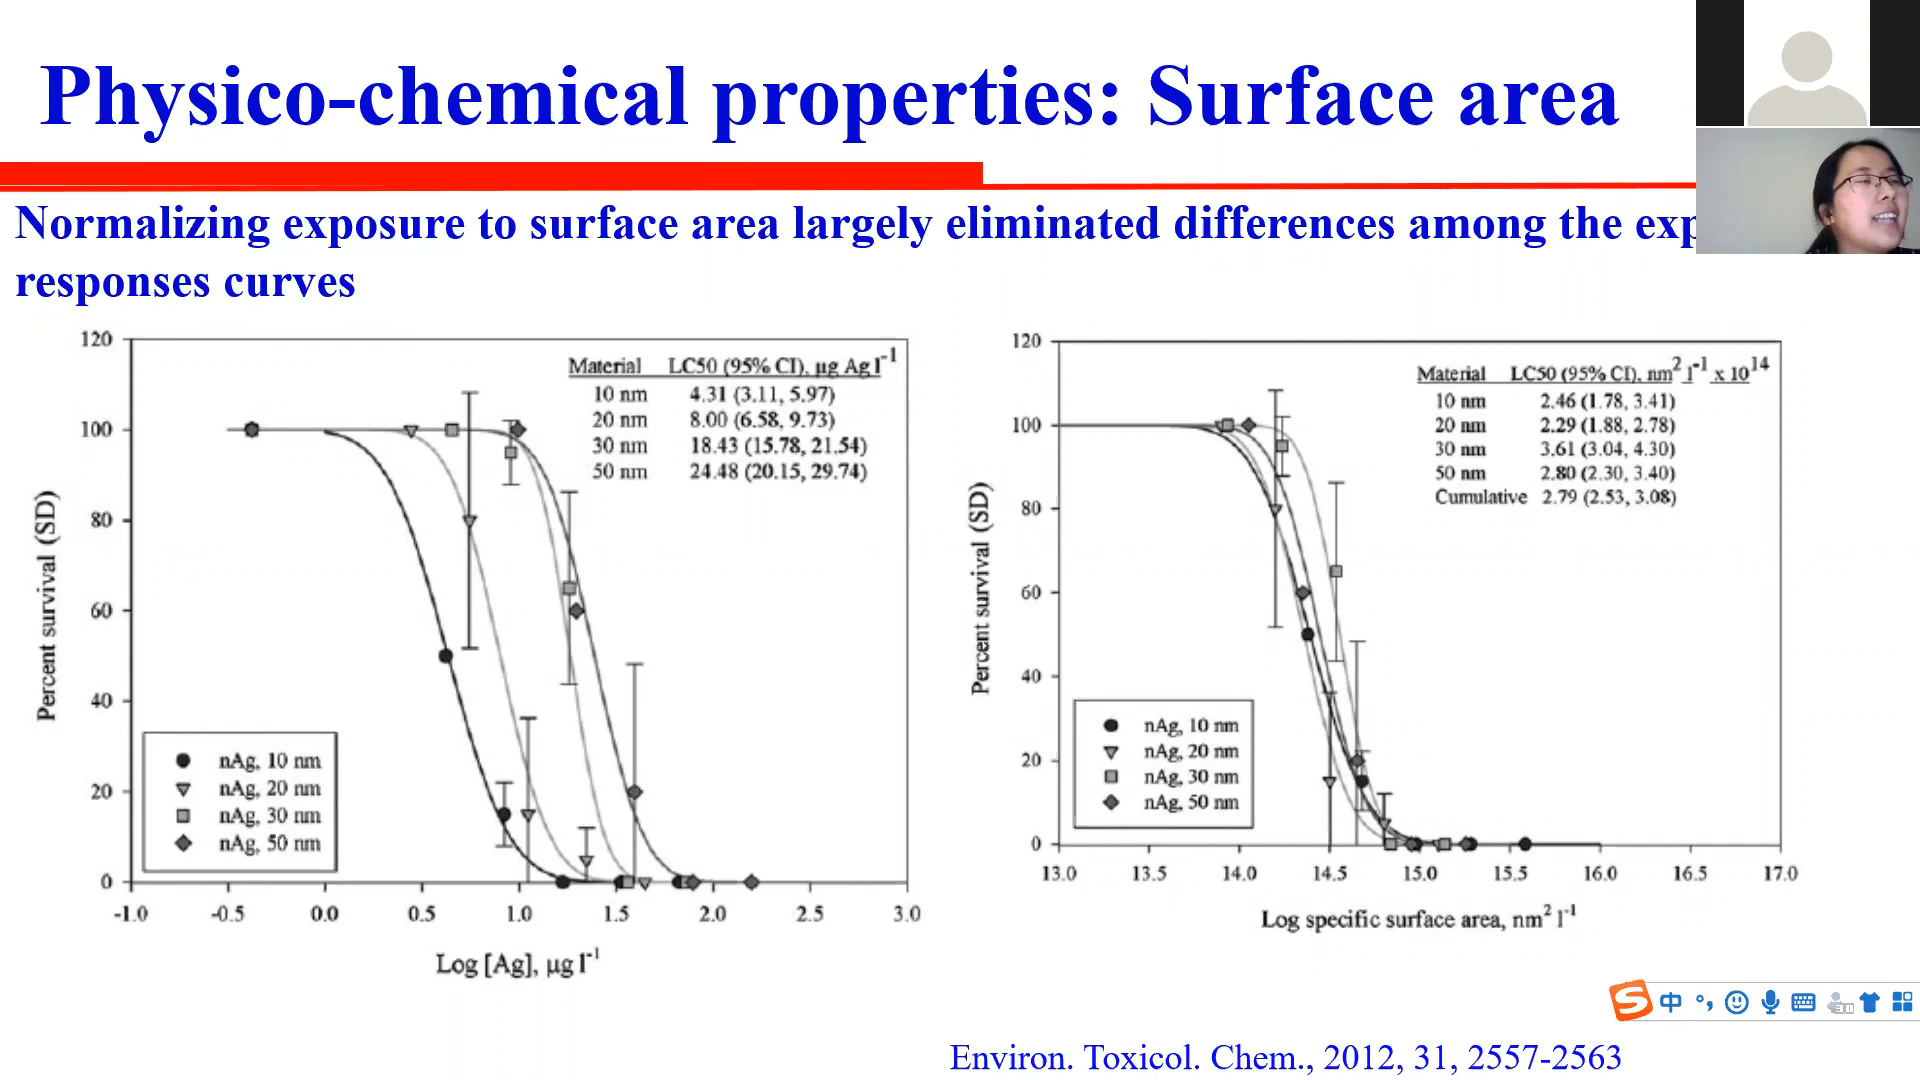 Physico-chemical properties: Surface area
Normalizing exposure to surface area largely eliminated differences among the
responses curves
120
100
80
60
40
20
0
Percent survival (SD)
Material LC50 (95% CI), µg Ag l⁻¹
10 nm 4.31 (3.11, 5.97)
20 nm 8.00 (6.58, 9.73)
30 nm 18.43 (15.78, 21.54)
50 nm 24.48 (20.15, 29.74)
nAg, 10 nm
nAg, 20 nm
nAg, 30 nm
nAg, 50 nm
-1.0 -0.5 0.0 0.5 1.0 1.5 2.0 2.5 3.0
Log [Ag], µg l⁻¹
120
100
80
60
40
20
0
Percent survival (SD)
Material LC50 (95% CI), nm² l⁻¹ x 10¹⁴
10 nm 2.46 (1.78, 3.41)
20 nm 2.29 (1.88, 2.78)
30 nm 3.61 (3.04, 4.30)
50 nm 2.80 (2.30, 3.40)
Cumulative 2.79 (2.53, 3.08)
nAg, 10 nm
nAg, 20 nm
nAg, 30 nm
nAg, 50 nm
13.0 13.5 14.0 14.5 15.0 15.5 16.0 16.5 17.0
Log specific surface area, nm² l⁻¹
S 中
Environ. Toxicol. Chem., 2012, 31, 2557-2563